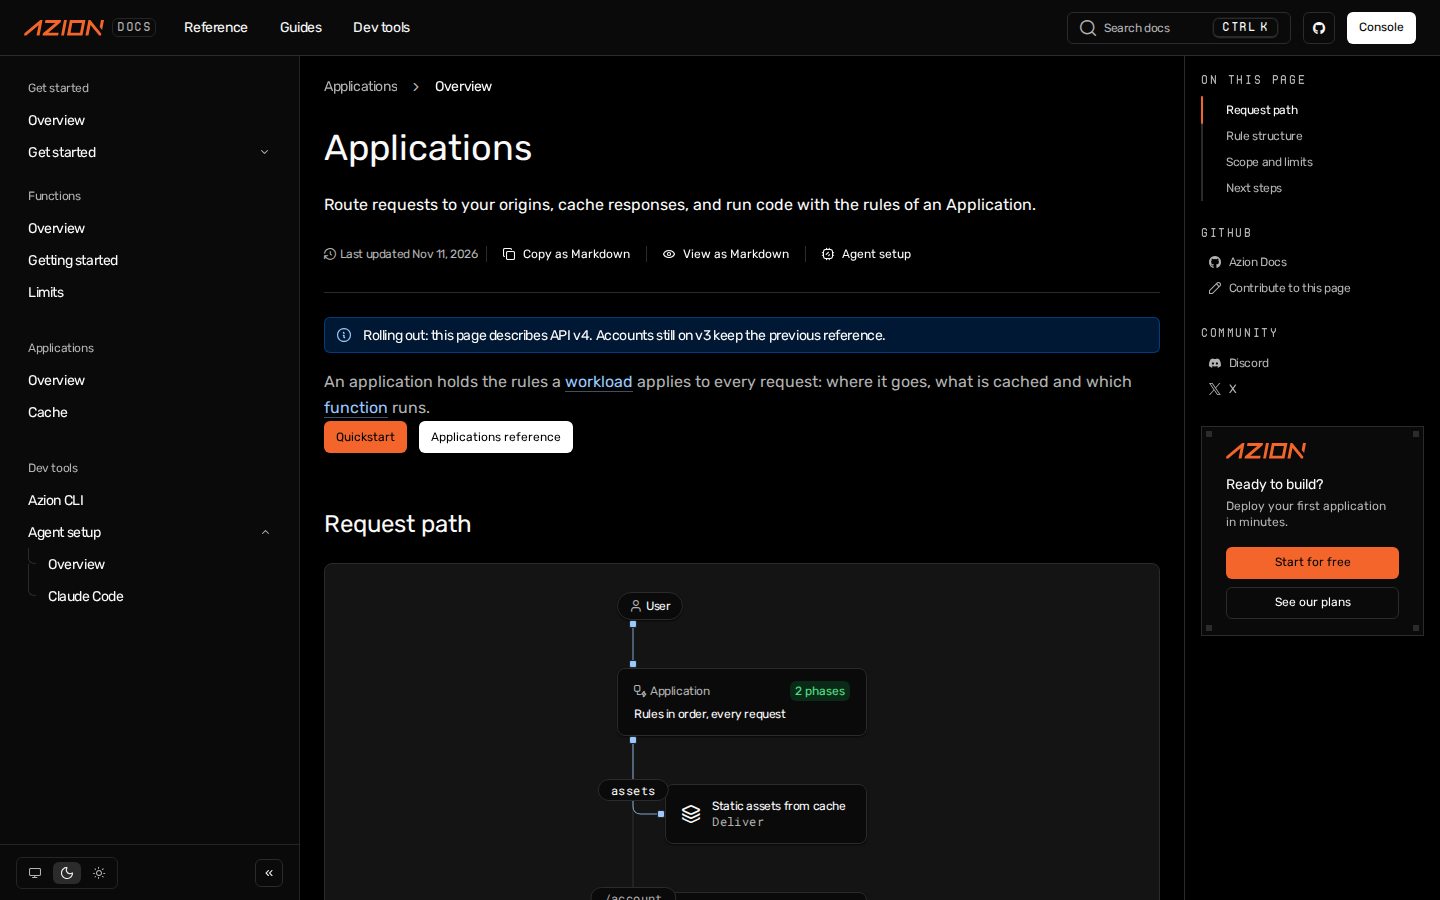 AZION DOCS Reference Guides Dev tools Search docs CTRL K Console
Get started
Overview
Get started
Functions
Overview
Getting started
Limits
Applications
Overview
Cache
Dev tools
Azion CLI
Agent setup
Overview
Claude Code
Applications > Overview
Applications
Route requests to your origins, cache responses, and run code with the rules of an Application.
Last updated Nov 11, 2026 Copy as Markdown View as Markdown Agent setup
Rolling out: this page describes API v4. Accounts still on v3 keep the previous reference.
An application holds the rules a workload applies to every request: where it goes, what is cached and which
function runs.
Quickstart Applications reference
Request path
User
Application 2 phases
Rules in order, every request
assets
Static assets from cache
Deliver
/account
ON THIS PAGE
Request path
Rule structure
Scope and limits
Next steps
GITHUB
Azion Docs
Contribute to this page
COMMUNITY
Discord
X
AZION
Ready to build?
Deploy your first application
in minutes.
Start for free
See our plans